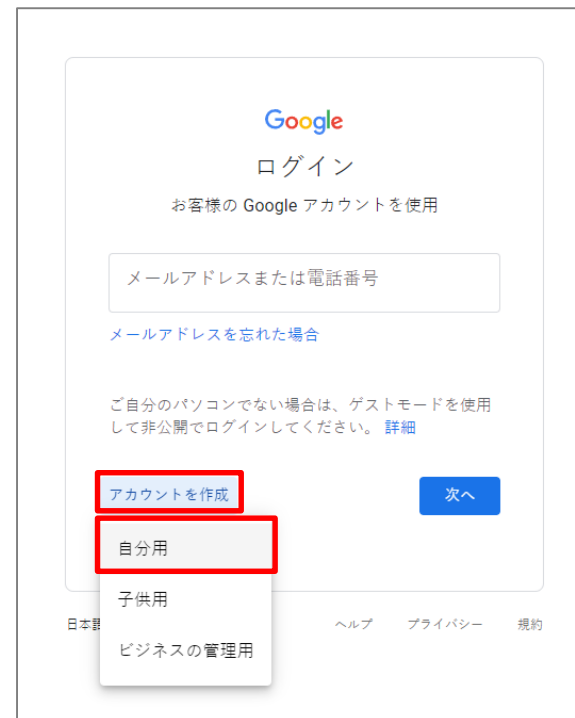 Google
ログイン
お客様の Google アカウントを使用
メールアドレスまたは電話番号
メールアドレスを忘れた場合
ご自分のパソコンでない場合は、ゲストモードを使用
して非公開でログインしてください。 詳細
アカウントを作成
次へ
自分用
子供用
日本語 ヘルプ プライバシー 規約
ビジネスの管理用